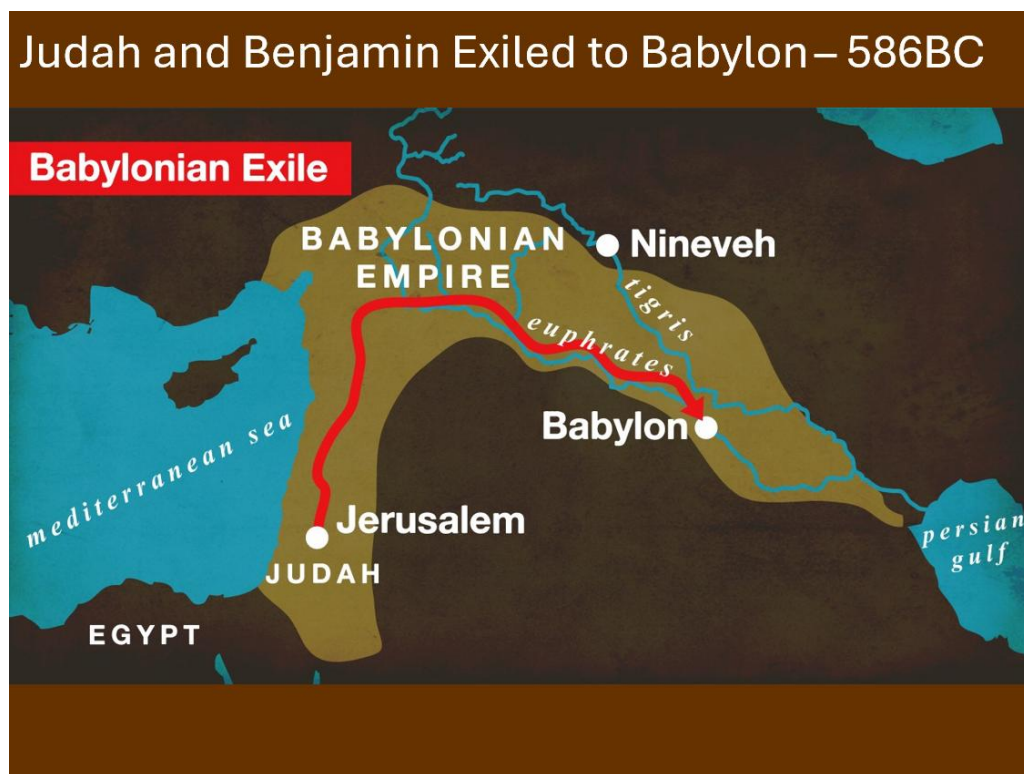 Judah and Benjamin Exiled to Babylon – 586BC
Babylonian Exile
BABYLONIAN
EMPIRE
Nineveh
tigris
euphrates
Babylon
mediterranean sea
Jerusalem
JUDAH
persian
gulf
EGYPT